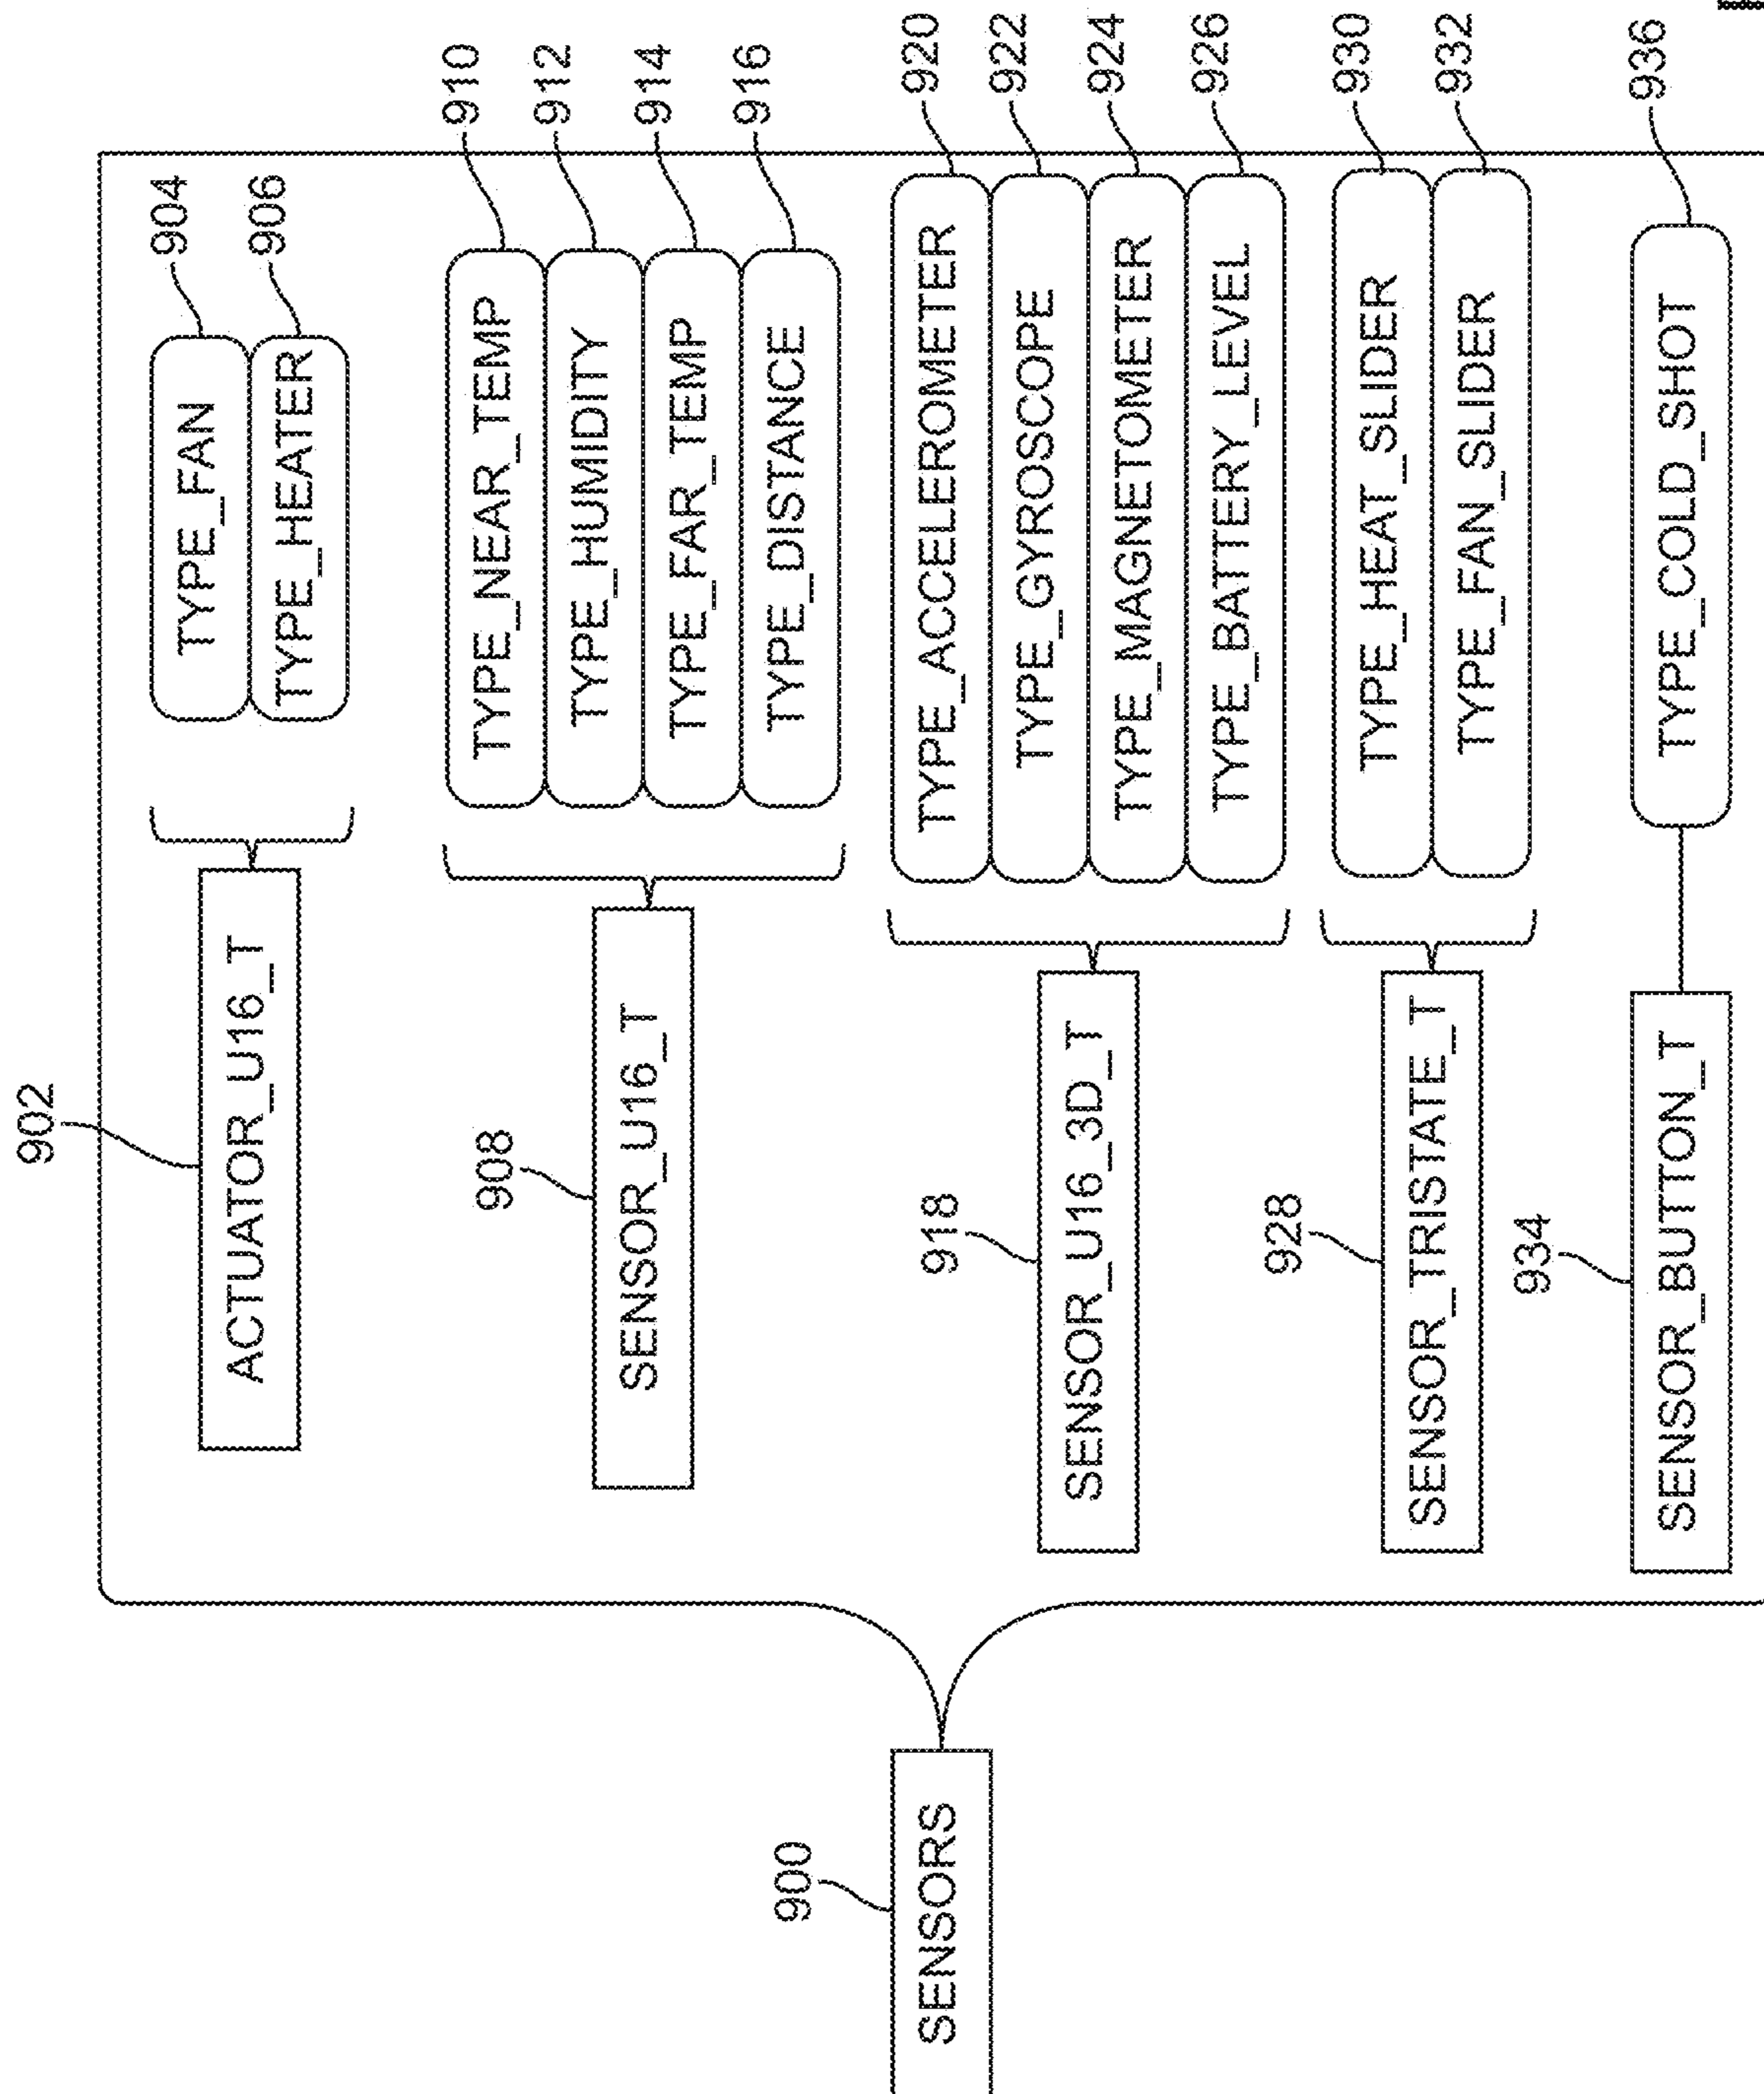 900
SENSORS
902
ACTUATOR_U16_T
TYPE_FAN
904
TYPE_HEATER
906
908
SENSOR_U16_T
TYPE_NEAR_TEMP
910
TYPE_HUMIDITY
912
TYPE_FAR_TEMP
914
TYPE_DISTANCE
916
918
SENSOR_U16_3D_T
TYPE_ACCELEROMETER
920
TYPE_GYROSCOPE
922
TYPE_MAGNETOMETER
924
TYPE_BATTERY_LEVEL
926
928
SENSOR_TRISTATE_T
TYPE_HEAT_SLIDER
930
TYPE_FAN_SLIDER
932
934
SENSOR_BUTTON_T
TYPE_COLD_SHOT
936